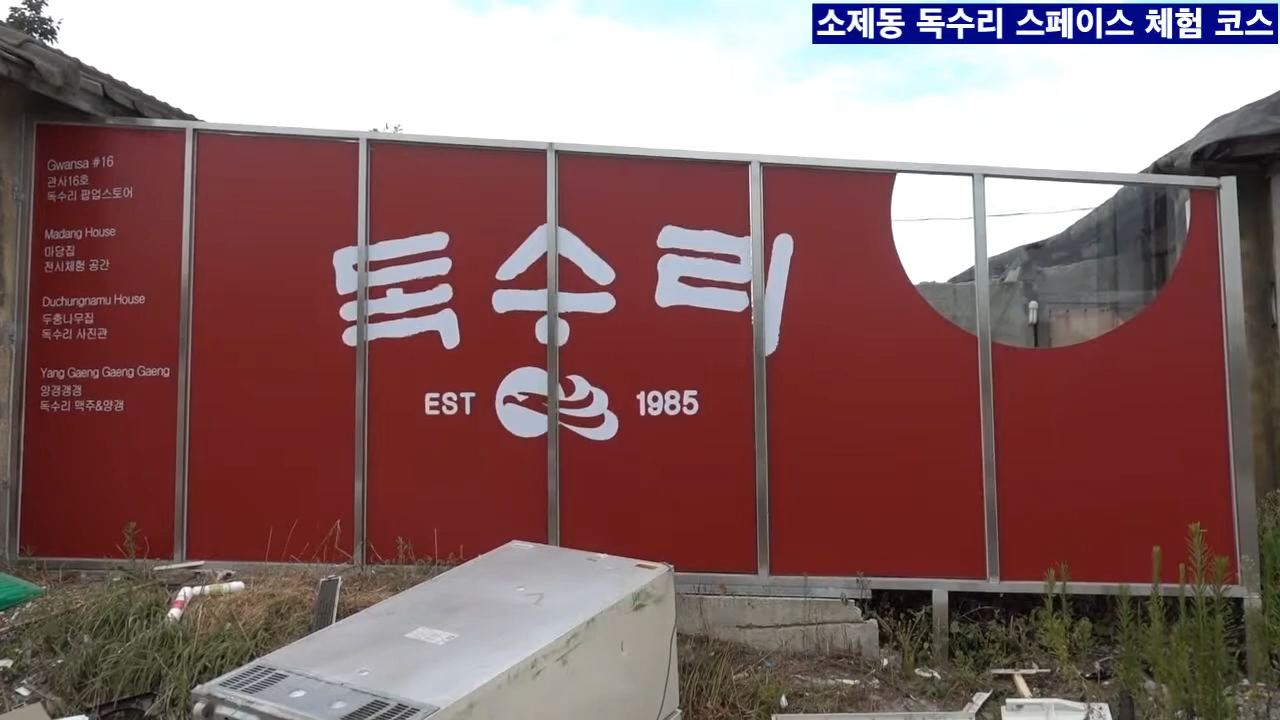 소제동 독수리 스페이스 체험 코스
Gwansa #16
관사16호
독수리 팝업스토어
Madang House
마당집
전시체험 공간
Duchungnamu House
두충나무집
독수리 사진관
Yang Gaeng Gaeng Gaeng
양갱갱갱
독수리 맥주&양갱
독수리
EST 1985